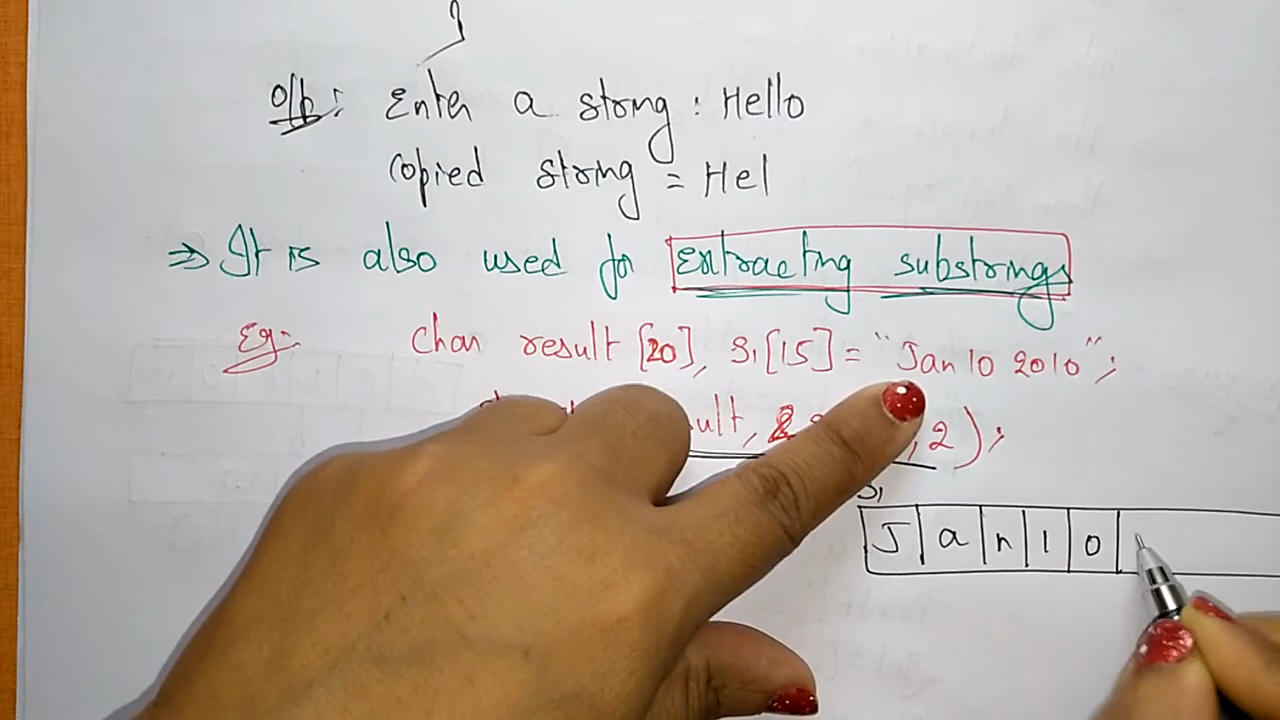 }
O/P: Enter a string : Hello
Copied string = Hel
⇒ It is also used for extracting substrings
Eg:- Char result [20], S1[15] = "Jan 10 2010";
ult, & , 2 );
S1
J a n 1 0